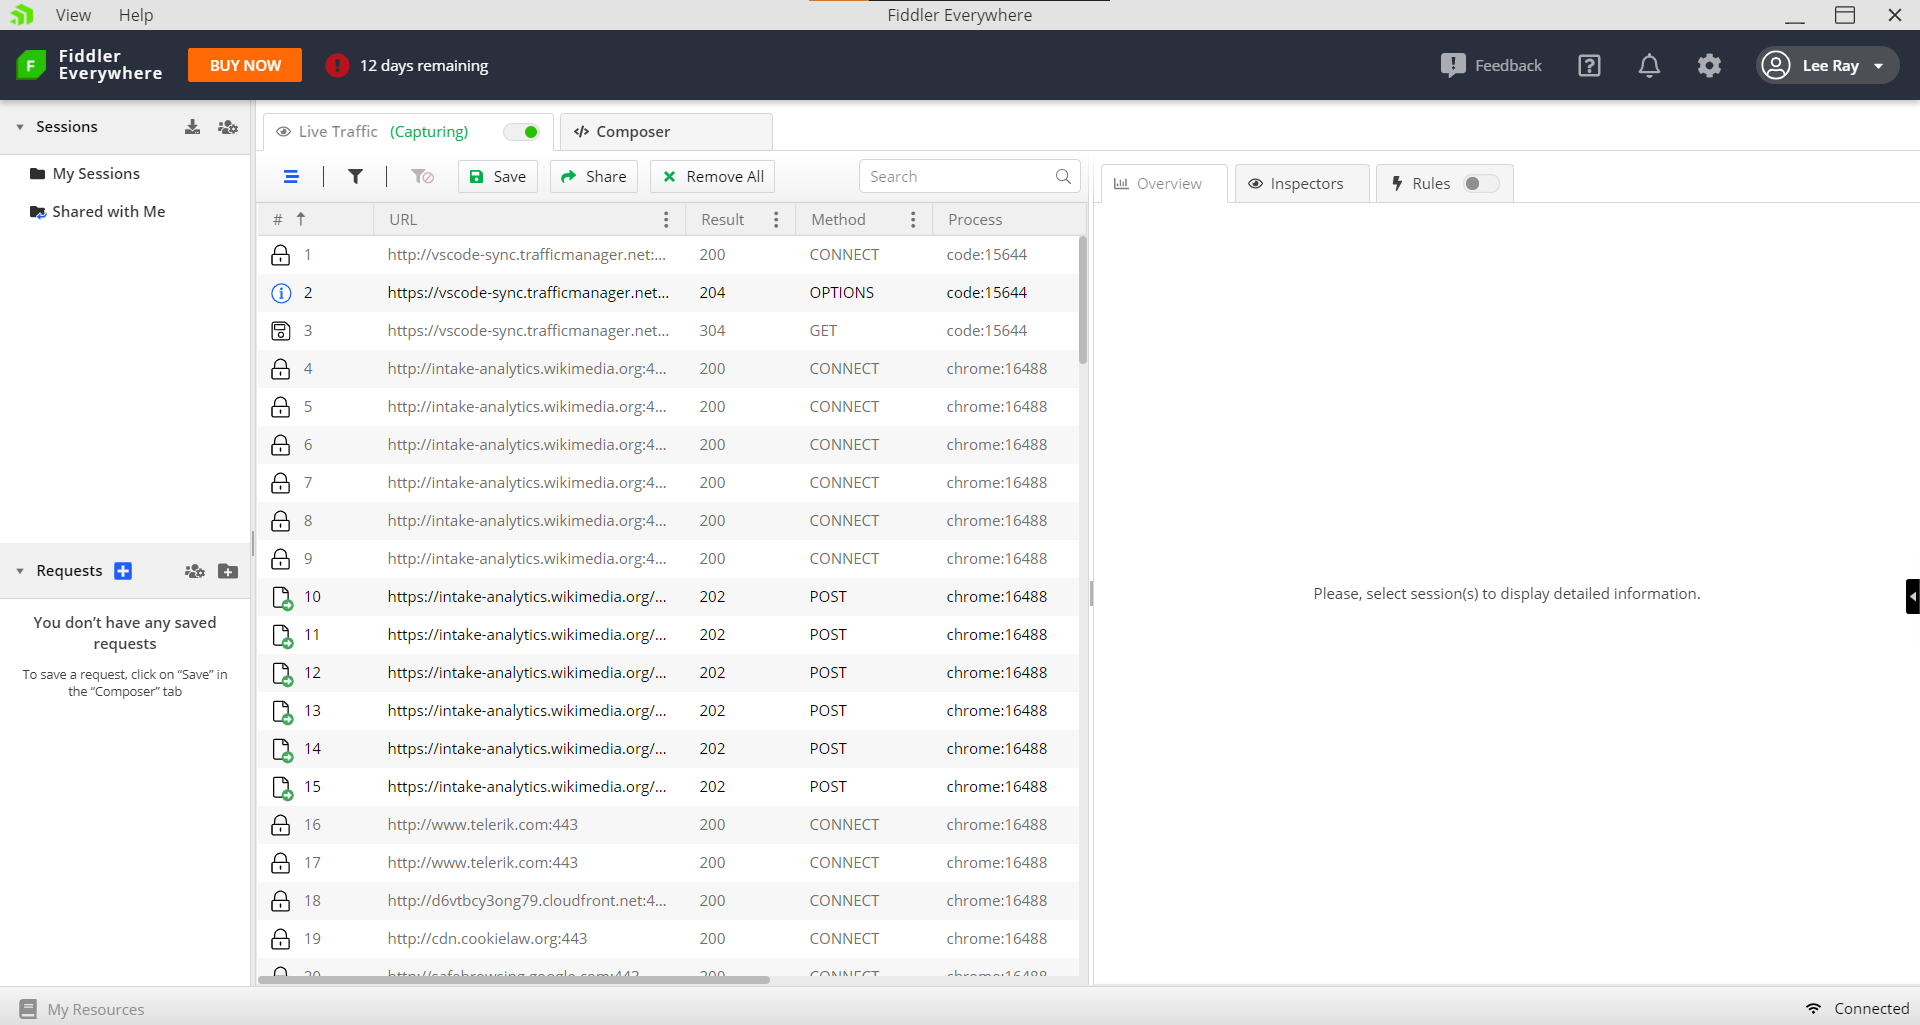 View Help Fiddler Everywhere
Fiddler Everywhere BUY NOW 12 days remaining Feedback Lee Ray
Sessions
My Sessions
Shared with Me
Requests
You don’t have any saved
requests
To save a request, click on “Save” in
the “Composer” tab
Live Traffic (Capturing) Composer
Save Share Remove All Search
# URL Result Method Process
1 http://vscode-sync.trafficmanager.net:... 200 CONNECT code:15644
2 https://vscode-sync.trafficmanager.net... 204 OPTIONS code:15644
3 https://vscode-sync.trafficmanager.net... 304 GET code:15644
4 http://intake-analytics.wikimedia.org:4... 200 CONNECT chrome:16488
5 http://intake-analytics.wikimedia.org:4... 200 CONNECT chrome:16488
6 http://intake-analytics.wikimedia.org:4... 200 CONNECT chrome:16488
7 http://intake-analytics.wikimedia.org:4... 200 CONNECT chrome:16488
8 http://intake-analytics.wikimedia.org:4... 200 CONNECT chrome:16488
9 http://intake-analytics.wikimedia.org:4... 200 CONNECT chrome:16488
10 https://intake-analytics.wikimedia.org/... 202 POST chrome:16488
11 https://intake-analytics.wikimedia.org/... 202 POST chrome:16488
12 https://intake-analytics.wikimedia.org/... 202 POST chrome:16488
13 https://intake-analytics.wikimedia.org/... 202 POST chrome:16488
14 https://intake-analytics.wikimedia.org/... 202 POST chrome:16488
15 https://intake-analytics.wikimedia.org/... 202 POST chrome:16488
16 http://www.telerik.com:443 200 CONNECT chrome:16488
17 http://www.telerik.com:443 200 CONNECT chrome:16488
18 http://d6vtbcy3ong79.cloudfront.net:4... 200 CONNECT chrome:16488
19 http://cdn.cookielaw.org:443 200 CONNECT chrome:16488
20 http://safebrowsing.google.com:443 200 CONNECT chrome:16488
Overview Inspectors Rules
Please, select session(s) to display detailed information.
My Resources Connected